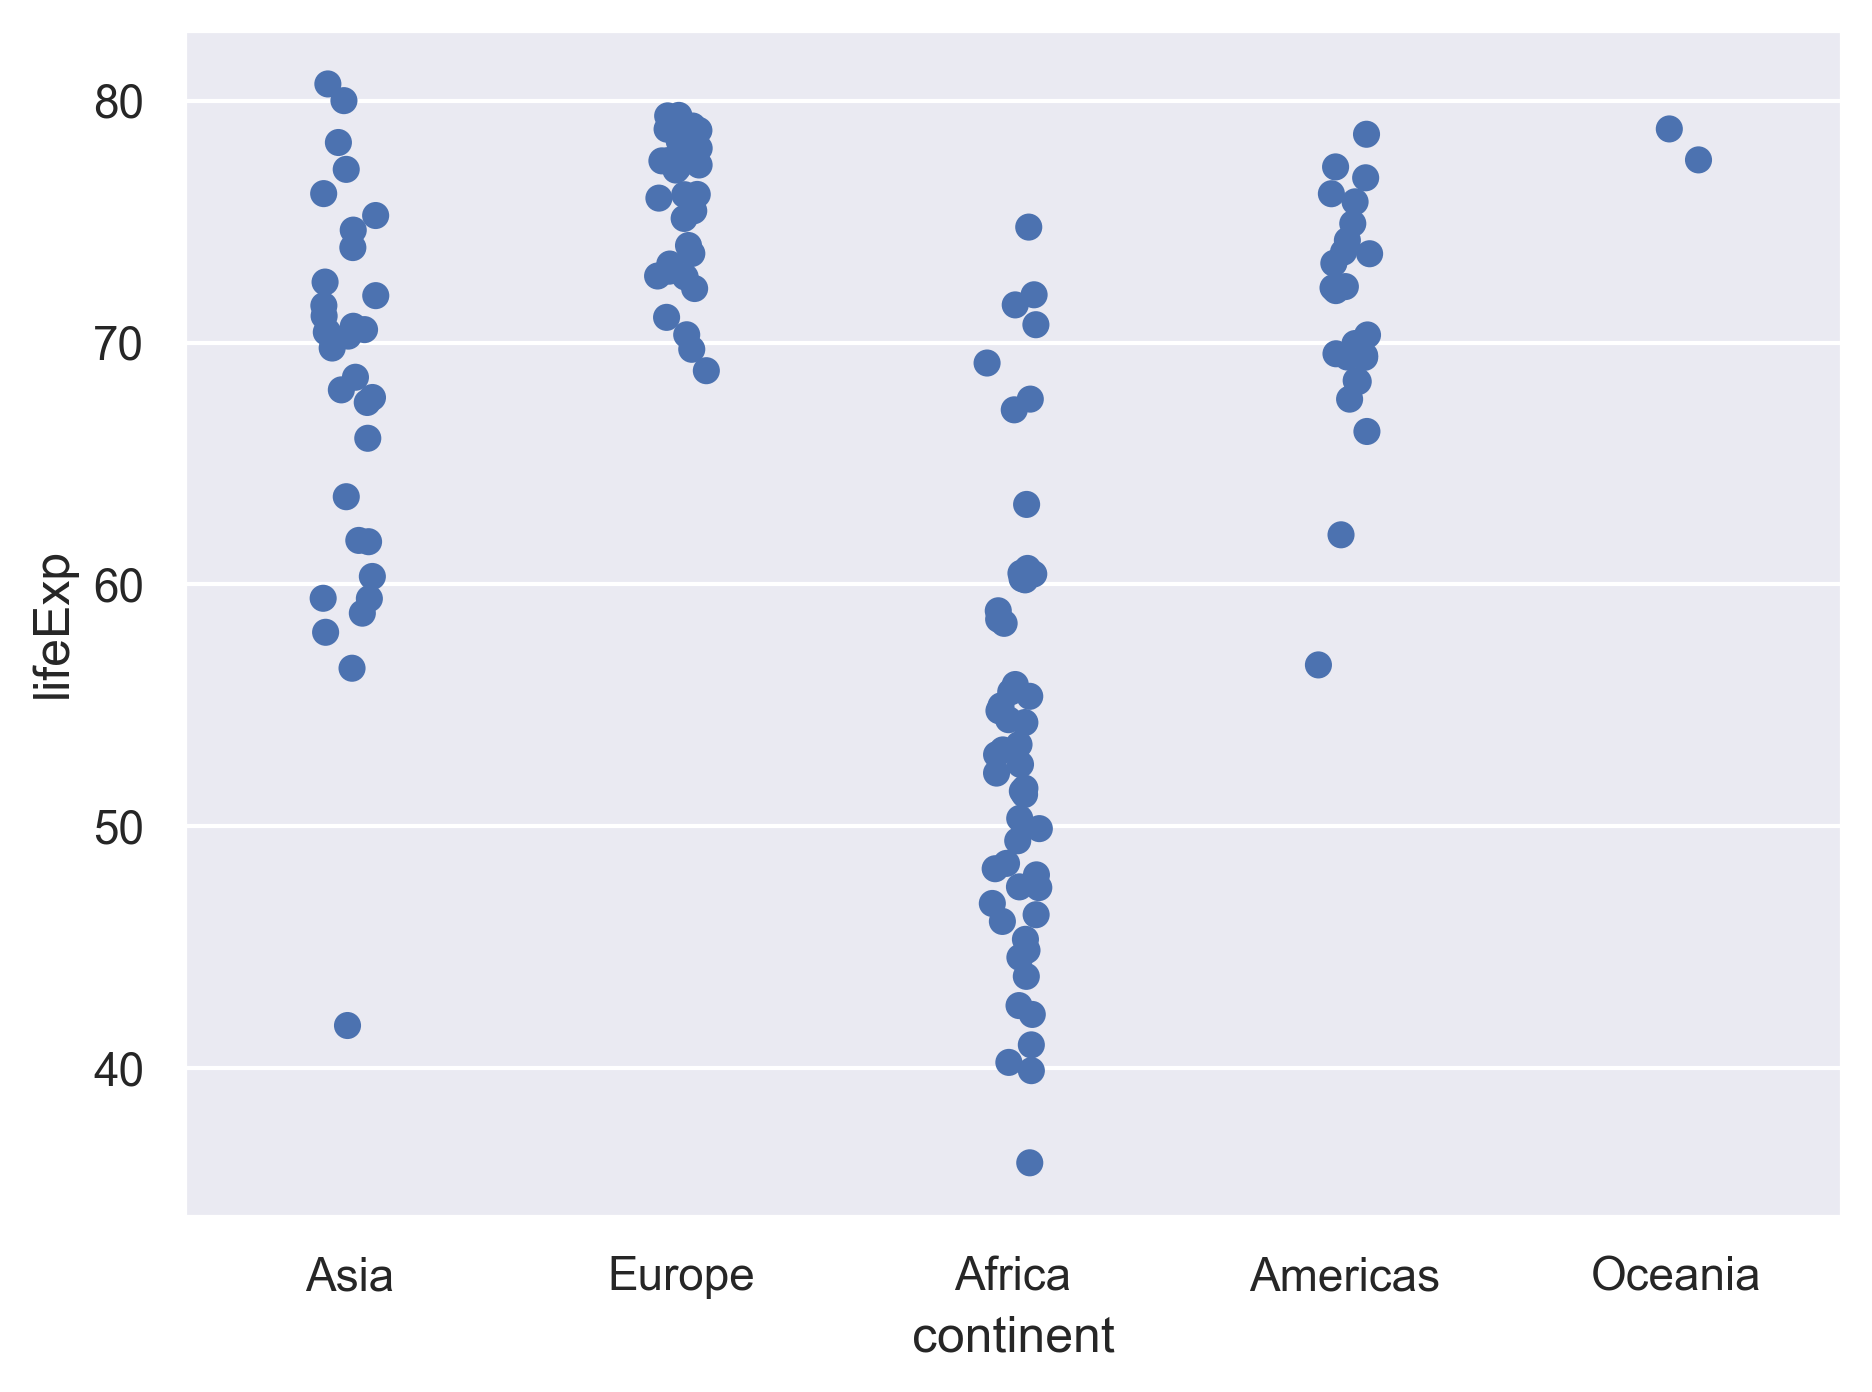 lifeExp
80
70
60
50
40
Asia
Europe
Africa
Americas
Oceania
continent